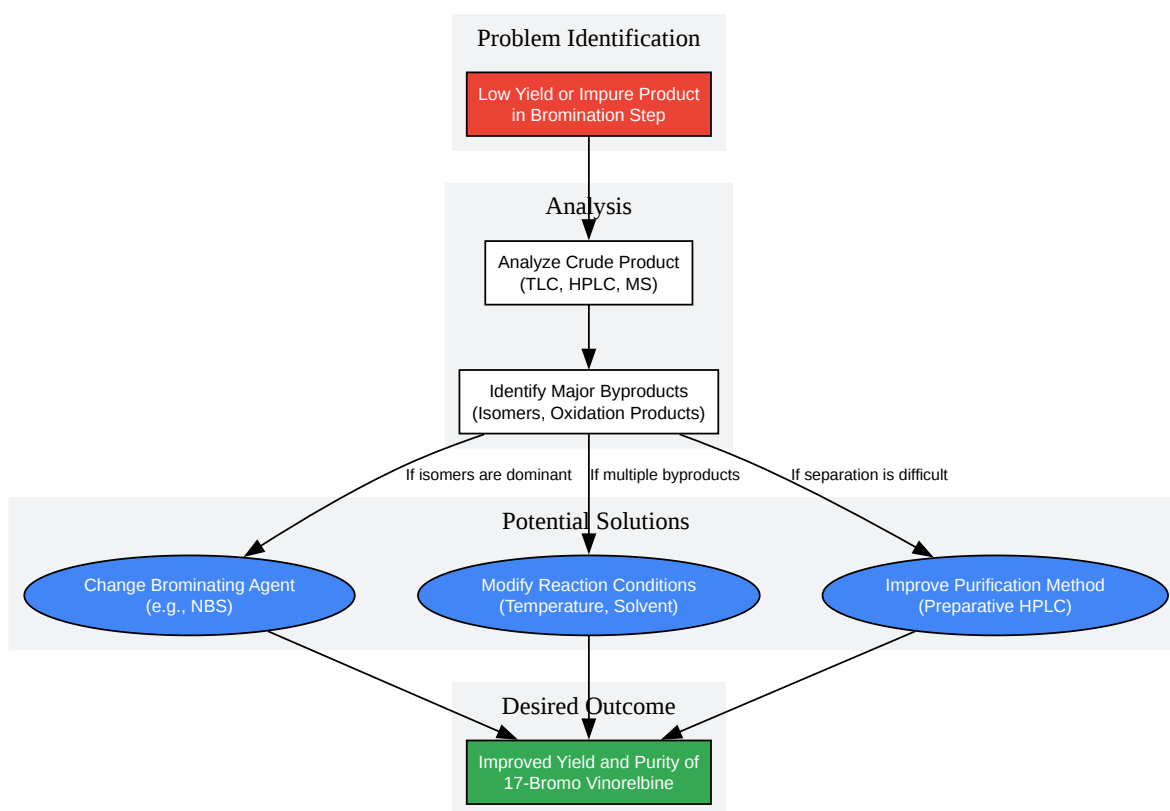 Problem Identification
Low Yield or Impure Product
in Bromination Step
Analysis
Analyze Crude Product
(TLC, HPLC, MS)
Identify Major Byproducts
(Isomers, Oxidation Products)
If isomers are dominant
If multiple byproducts
If separation is difficult
Potential Solutions
Change Brominating Agent
(e.g., NBS)
Modify Reaction Conditions
(Temperature, Solvent)
Improve Purification Method
(Preparative HPLC)
Desired Outcome
Improved Yield and Purity of
17-Bromo Vinorelbine